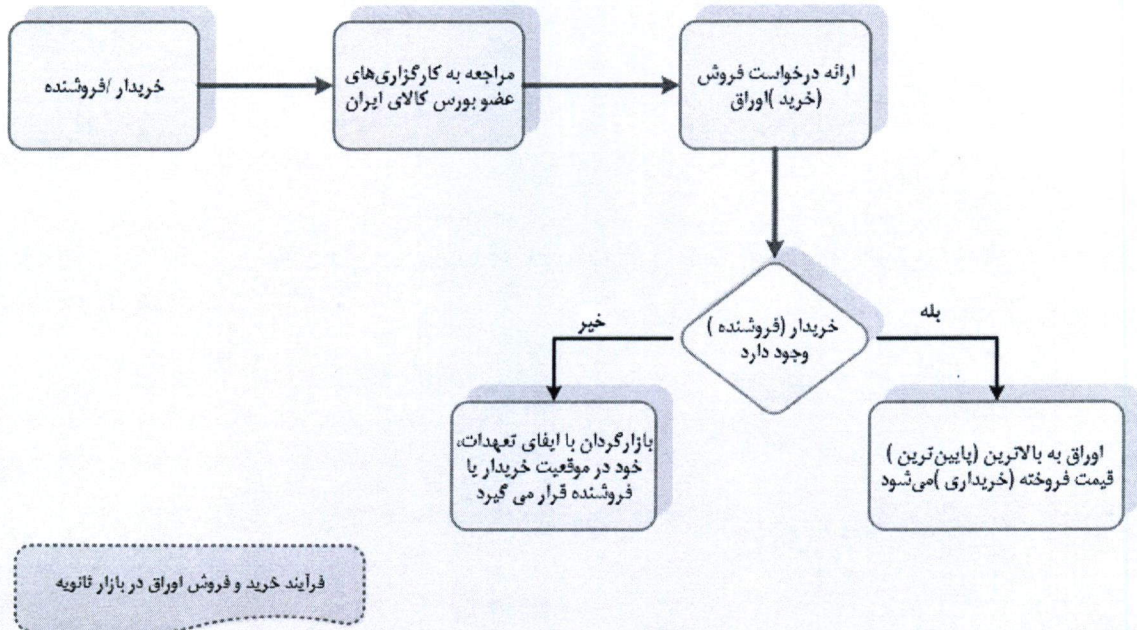 خریدار /فروشنده
مراجعه به کارگزاری‌های
عضو بورس کالای ایران
ارائه درخواست فروش
(خرید )اوراق
خریدار (فروشنده )
وجود دارد
بله
خیر
اوراق به بالاترین (پایین‌ترین )
قیمت فروخته (خریداری )می‌شود
بازارگردان با ایفای تعهدات،
خود در موقعیت خریدار یا
فروشنده قرار می گیرد
فرآیند خرید و فروش اوراق در بازار ثانویه